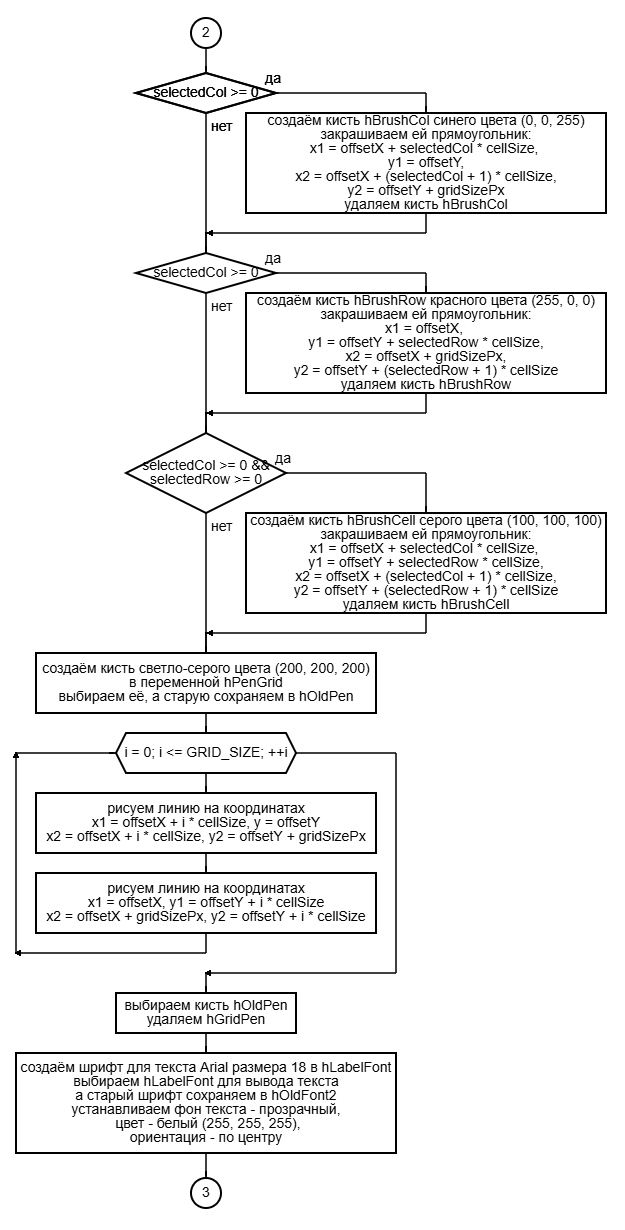 2
selectedCol >= 0
да
нет
создаём кисть hBrushCol синего цвета (0, 0, 255)
закрашиваем ей прямоугольник:
x1 = offsetX + selectedCol * cellSize,
y1 = offsetY,
x2 = offsetX + (selectedCol + 1) * cellSize,
y2 = offsetY + gridSizePx
удаляем кисть hBrushCol
selectedCol >= 0
да
нет
создаём кисть hBrushRow красного цвета (255, 0, 0)
закрашиваем ей прямоугольник:
x1 = offsetX,
y1 = offsetY + selectedRow * cellSize,
x2 = offsetX + gridSizePx,
y2 = offsetY + (selectedRow + 1) * cellSize
удаляем кисть hBrushRow
selectedCol >= 0 &&
selectedRow >= 0
да
нет
создаём кисть hBrushCell серого цвета (100, 100, 100)
закрашиваем ей прямоугольник:
x1 = offsetX + selectedCol * cellSize,
y1 = offsetY + selectedRow * cellSize,
x2 = offsetX + (selectedCol + 1) * cellSize,
y2 = offsetY + (selectedRow + 1) * cellSize
удаляем кисть hBrushCell
создаём кисть светло-серого цвета (200, 200, 200)
в переменной hPenGrid
выбираем её, а старую сохраняем в hOldPen
i = 0; i <= GRID_SIZE; ++i
рисуем линию на координатах
x1 = offsetX + i * cellSize, y = offsetY
x2 = offsetX + i * cellSize, y2 = offsetY + gridSizePx
рисуем линию на координатах
x1 = offsetX, y1 = offsetY + i * cellSize
x2 = offsetX + gridSizePx, y2 = offsetY + i * cellSize
выбираем кисть hOldPen
удаляем hGridPen
создаём шрифт для текста Arial размера 18 в hLabelFont
выбираем hLabelFont для вывода текста
а старый шрифт сохраняем в hOldFont2
устанавливаем фон текста - прозрачный,
цвет - белый (255, 255, 255),
ориентация - по центру
3